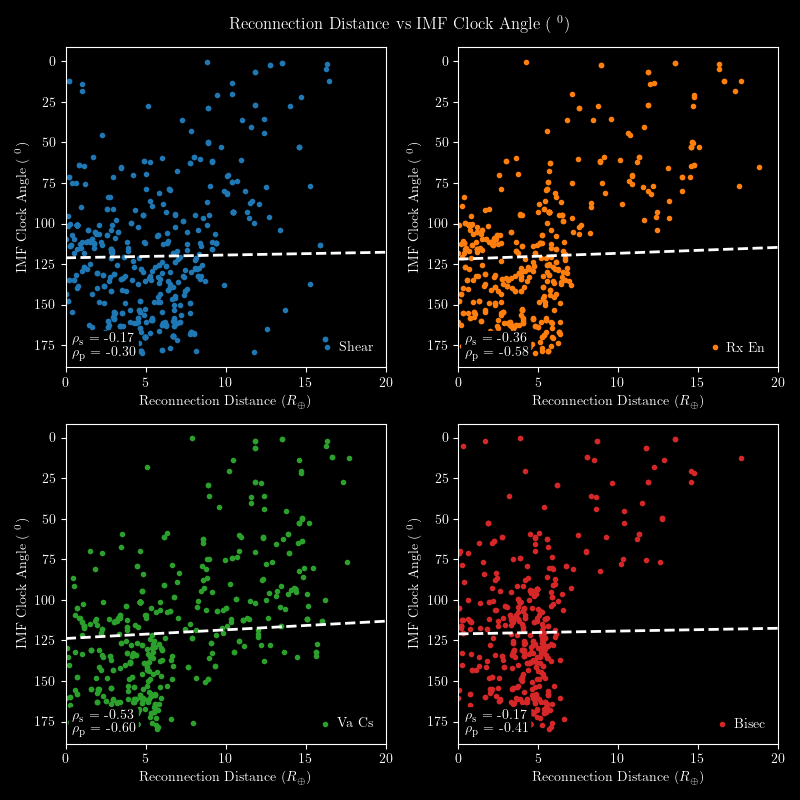 Reconnection Distance vs IMF Clock Angle ( ⁰)
0
25
50
75
100
125
150
175
IMF Clock Angle ( ⁰)
ρₛ = -0.17
ρₚ = -0.30
Shear
0 5 10 15 20
Reconnection Distance (R⊕)
0
25
50
75
100
125
150
175
IMF Clock Angle ( ⁰)
ρₛ = -0.36
ρₚ = -0.58
Rx En
0 5 10 15 20
Reconnection Distance (R⊕)
0
25
50
75
100
125
150
175
IMF Clock Angle ( ⁰)
ρₛ = -0.53
ρₚ = -0.60
Va Cs
0 5 10 15 20
Reconnection Distance (R⊕)
0
25
50
75
100
125
150
175
IMF Clock Angle ( ⁰)
ρₛ = -0.17
ρₚ = -0.41
Bisec
0 5 10 15 20
Reconnection Distance (R⊕)